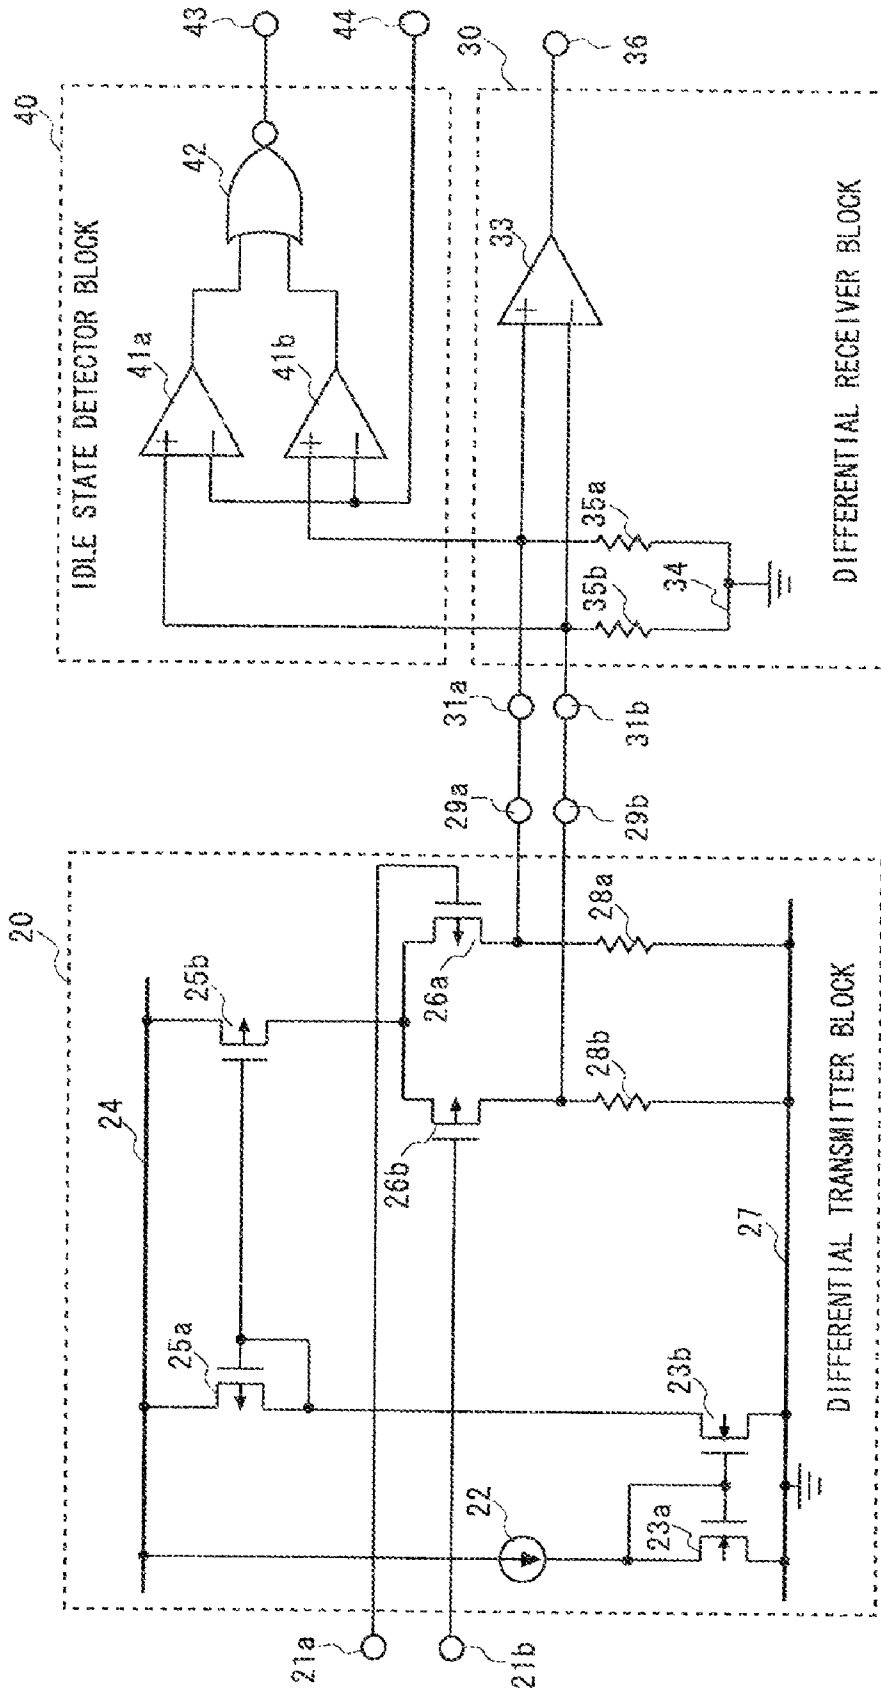 20
24
25a
25b
26a
26b
21a
21b
22
23a
23b
27
28a
28b
29a
29b
31a
31b
DIFFERENTIAL TRANSMITTER BLOCK
40
IDLE STATE DETECTOR BLOCK
41a
41b
42
43
44
30
33
+
−
+
−
+
−
34
35a
35b
36
DIFFERENTIAL RECEIVER BLOCK